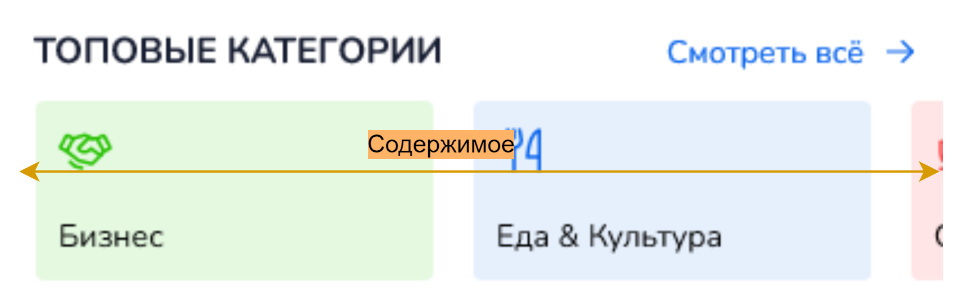 ТОПОВЫЕ КАТЕГОРИИ
Смотреть всё
Содержимое
Бизнес
Еда & Культура